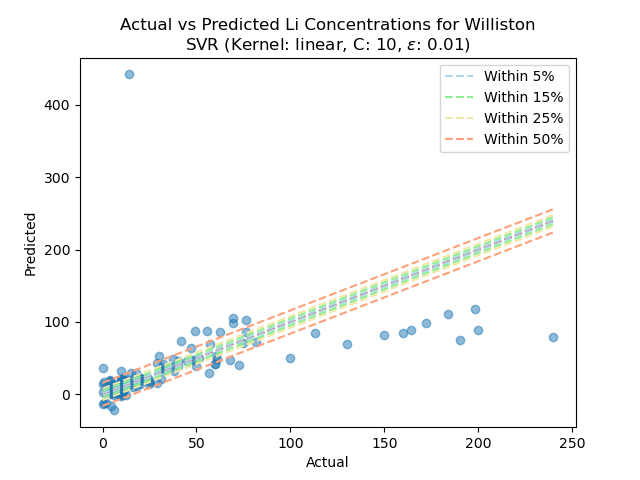 Actual vs Predicted Li Concentrations for Williston
SVR (Kernel: linear, C: 10, ε: 0.01)
Within 5%
Within 15%
Within 25%
Within 50%
400
300
200
100
0
Predicted
0 50 100 150 200 250
Actual